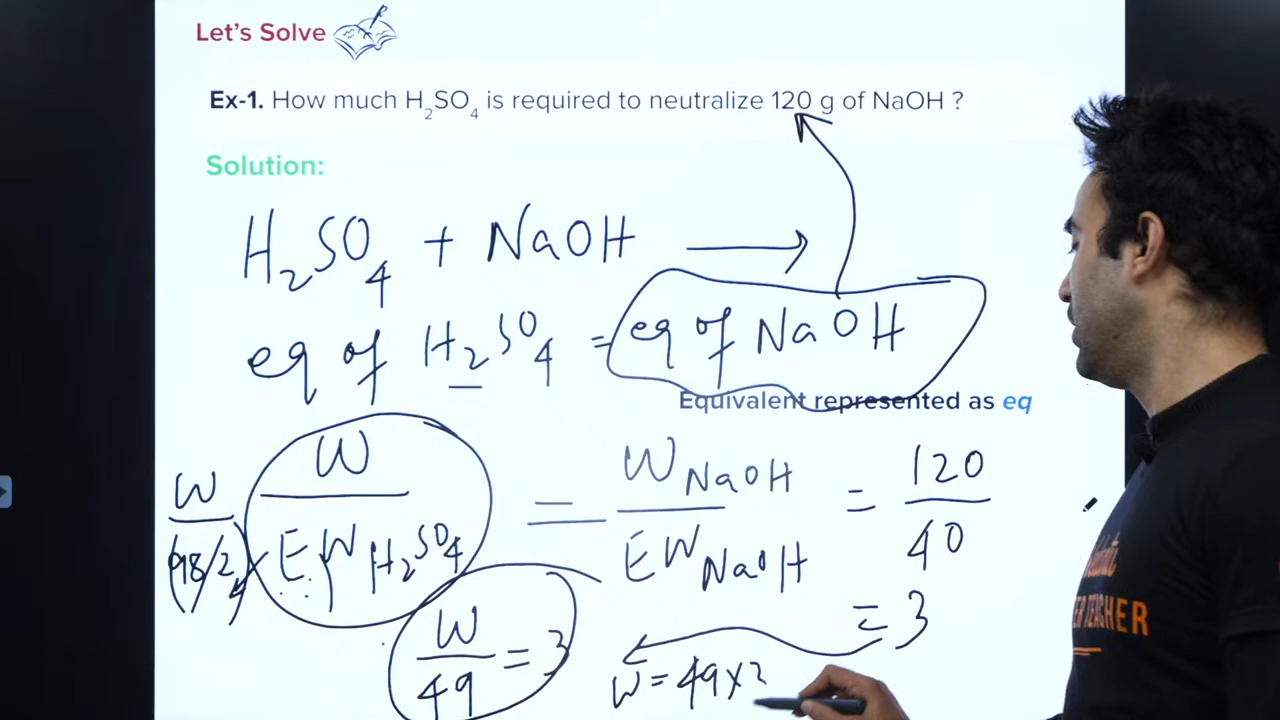 Let's Solve
Ex-1. How much H₂SO₄ is required to neutralize 120 g of NaOH ?
Solution:
H₂SO₄ + NaOH →
eq of H₂SO₄ = eq of NaOH
Equivalent represented as eq
W/(98/2) W/EW H₂SO₄ = W NaOH/EW NaOH = 120/40
= 3
W/49 = 3
W = 49×
TEACHER